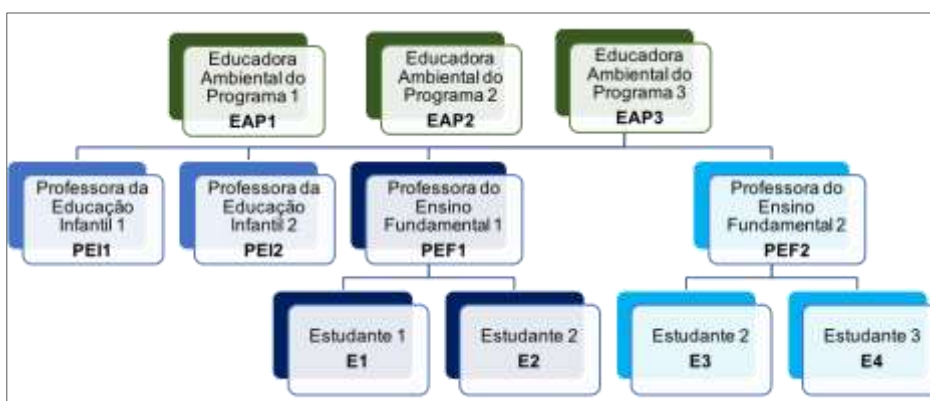 Educadora
Ambiental do
Programa 1
EAP1
Educadora
Ambiental do
Programa 2
EAP2
Educadora
Ambiental do
Programa 3
EAP3
Professora da
Educação
Infantil 1
PEI1
Professora da
Educação
Infantil 2
PEI2
Professora do
Ensino
Fundamental 1
PEF1
Professora do
Ensino
Fundamental 2
PEF2
Estudante 1
E1
Estudante 2
E2
Estudante 2
E3
Estudante 3
E4